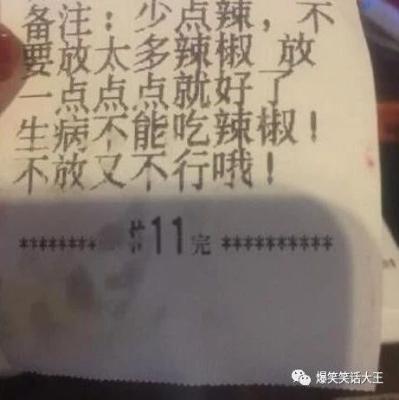 备注：少点辣，不
要放太多辣椒 放
一点点点就好了
生病不能吃辣椒！
不放又不行哦！
******** #11完 **********
爆笑笑话大王